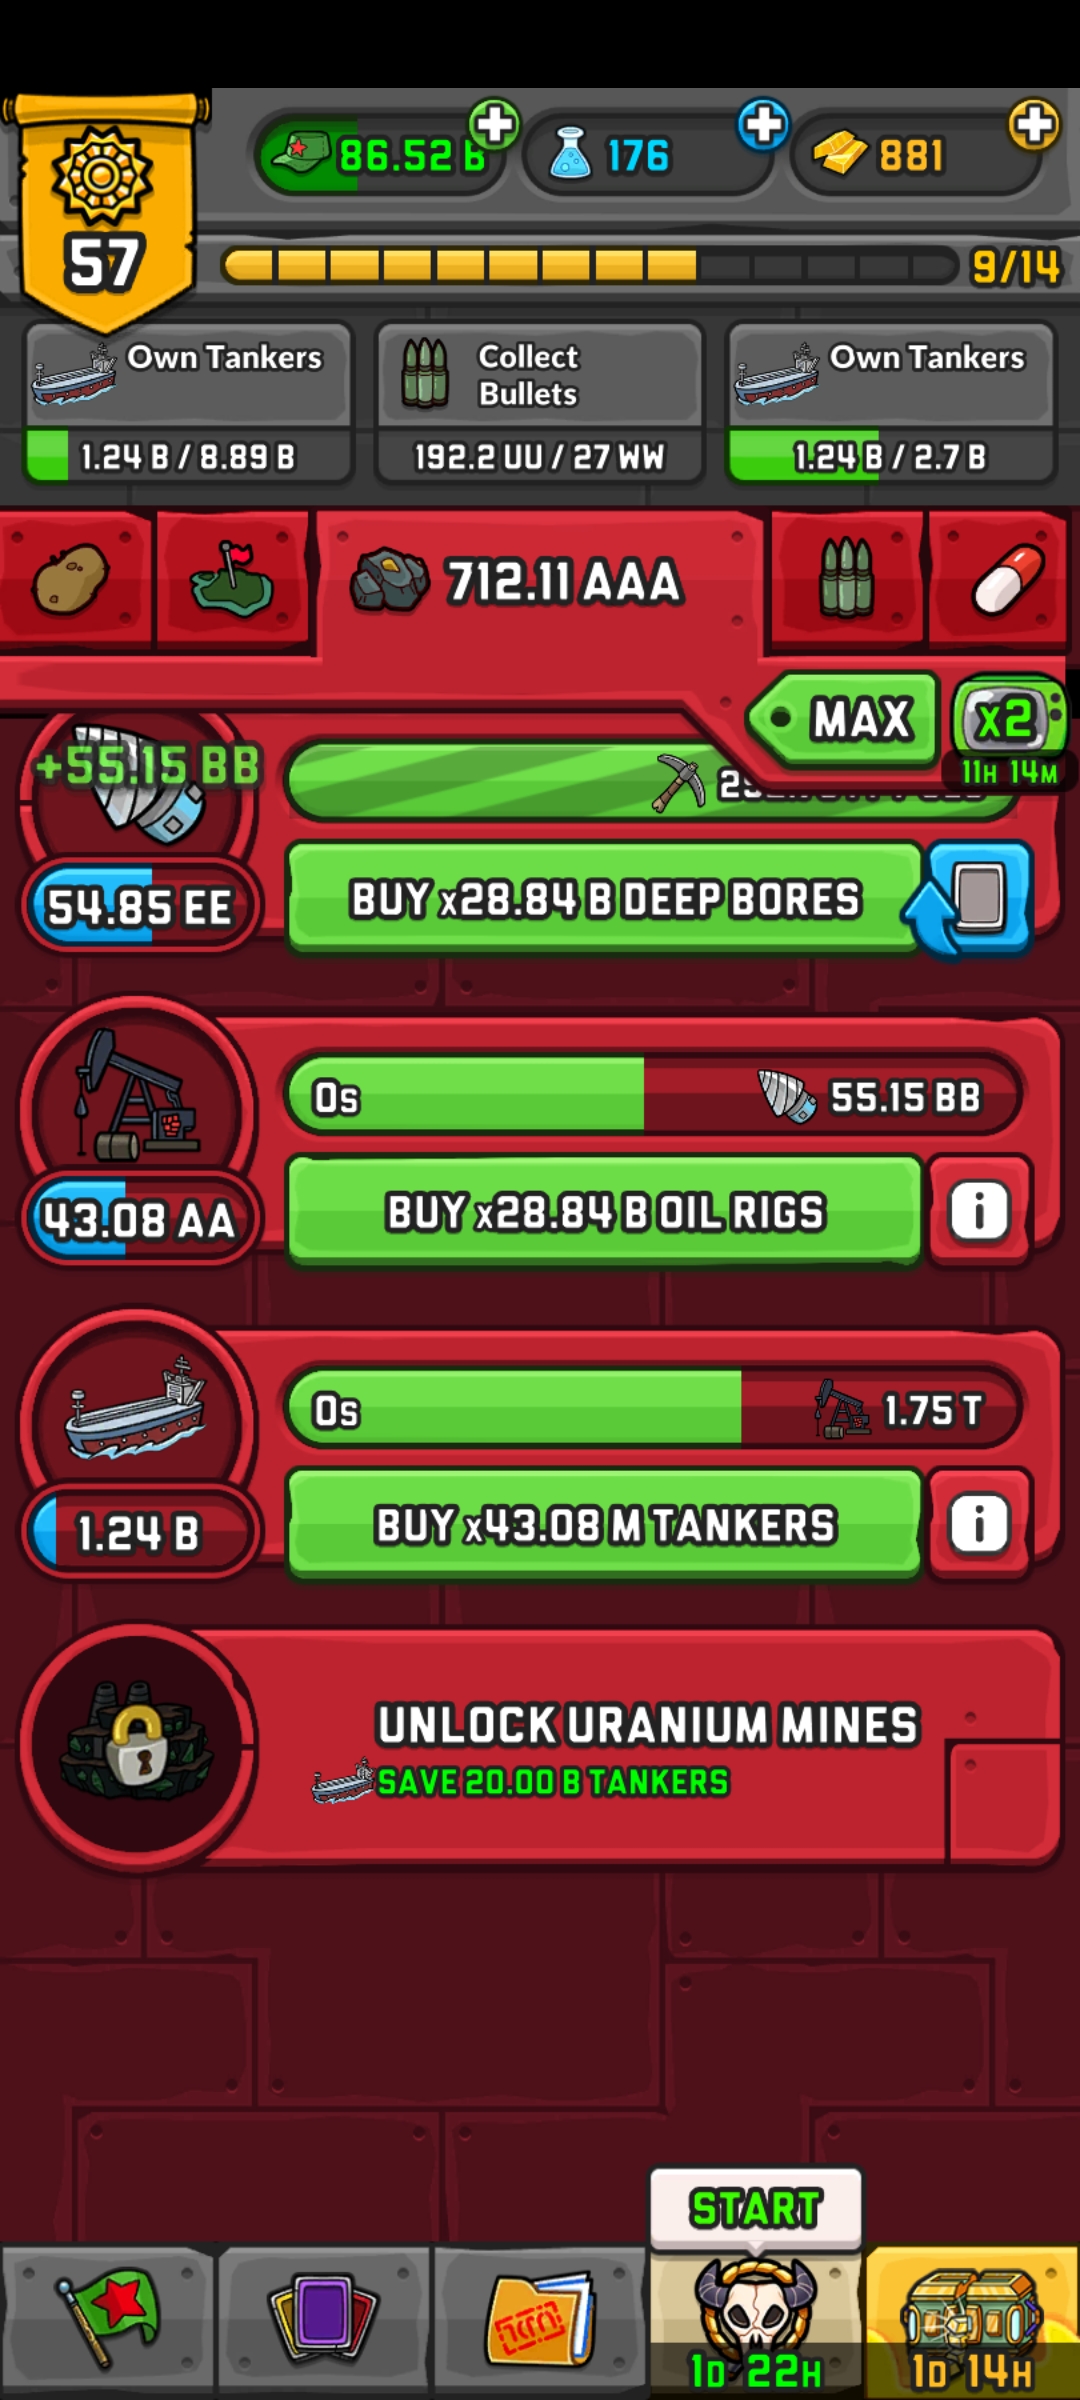 86.52 B
176
881
57
9/14
Own Tankers
1.24 B / 8.89 B
Collect
Bullets
192.2 UU / 27 WW
Own Tankers
1.24 B / 2.7 B
712.11 AAA
MAX
x2
11H 14M
+55.15 BB
54.85 EE
BUY x28.84 B DEEP BORES
0s
55.15 BB
43.08 AA
BUY x28.84 B OIL RIGS
i
0s
1.75 T
1.24 B
BUY x43.08 M TANKERS
i
UNLOCK URANIUM MINES
SAVE 20.00 B TANKERS
START
1D 22H
1D 14H